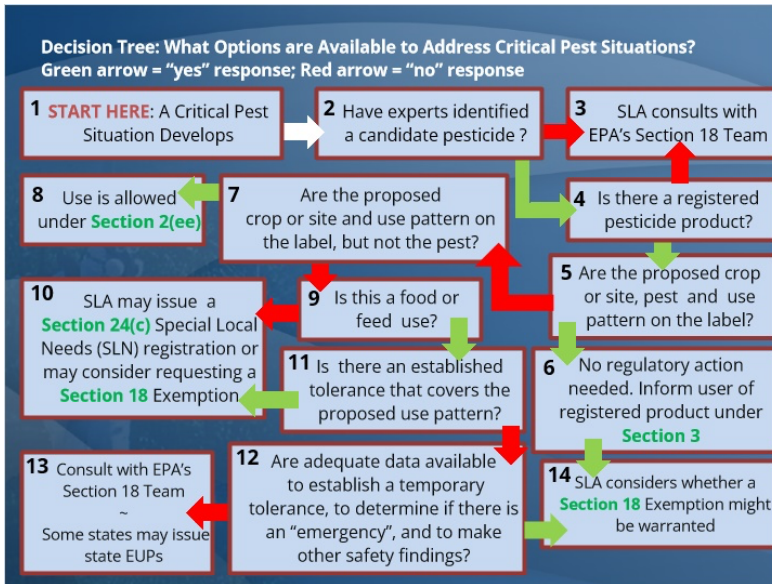 Decision Tree: What Options are Available to Address Critical Pest Situations?
Green arrow = “yes” response; Red arrow = “no” response
1 START HERE: A Critical Pest
Situation Develops
2 Have experts identified
a candidate pesticide ?
3 SLA consults with
EPA’s Section 18 Team
8 Use is allowed
under Section 2(ee)
7 Are the proposed
crop or site and use pattern on
the label, but not the pest?
4 Is there a registered
pesticide product?
10 SLA may issue a
Section 24(c) Special Local
Needs (SLN) registration or
may consider requesting a
Section 18 Exemption
9 Is this a food or
feed use?
5 Are the proposed crop
or site, pest and use
pattern on the label?
11 Is there an established
tolerance that covers the
proposed use pattern?
6 No regulatory action
needed. Inform user of
registered product under
Section 3
13 Consult with EPA’s
Section 18 Team
~
Some states may issue
state EUPs
12 Are adequate data available
to establish a temporary
tolerance, to determine if there is
an “emergency”, and to make
other safety findings?
14 SLA considers whether a
Section 18 Exemption might
be warranted